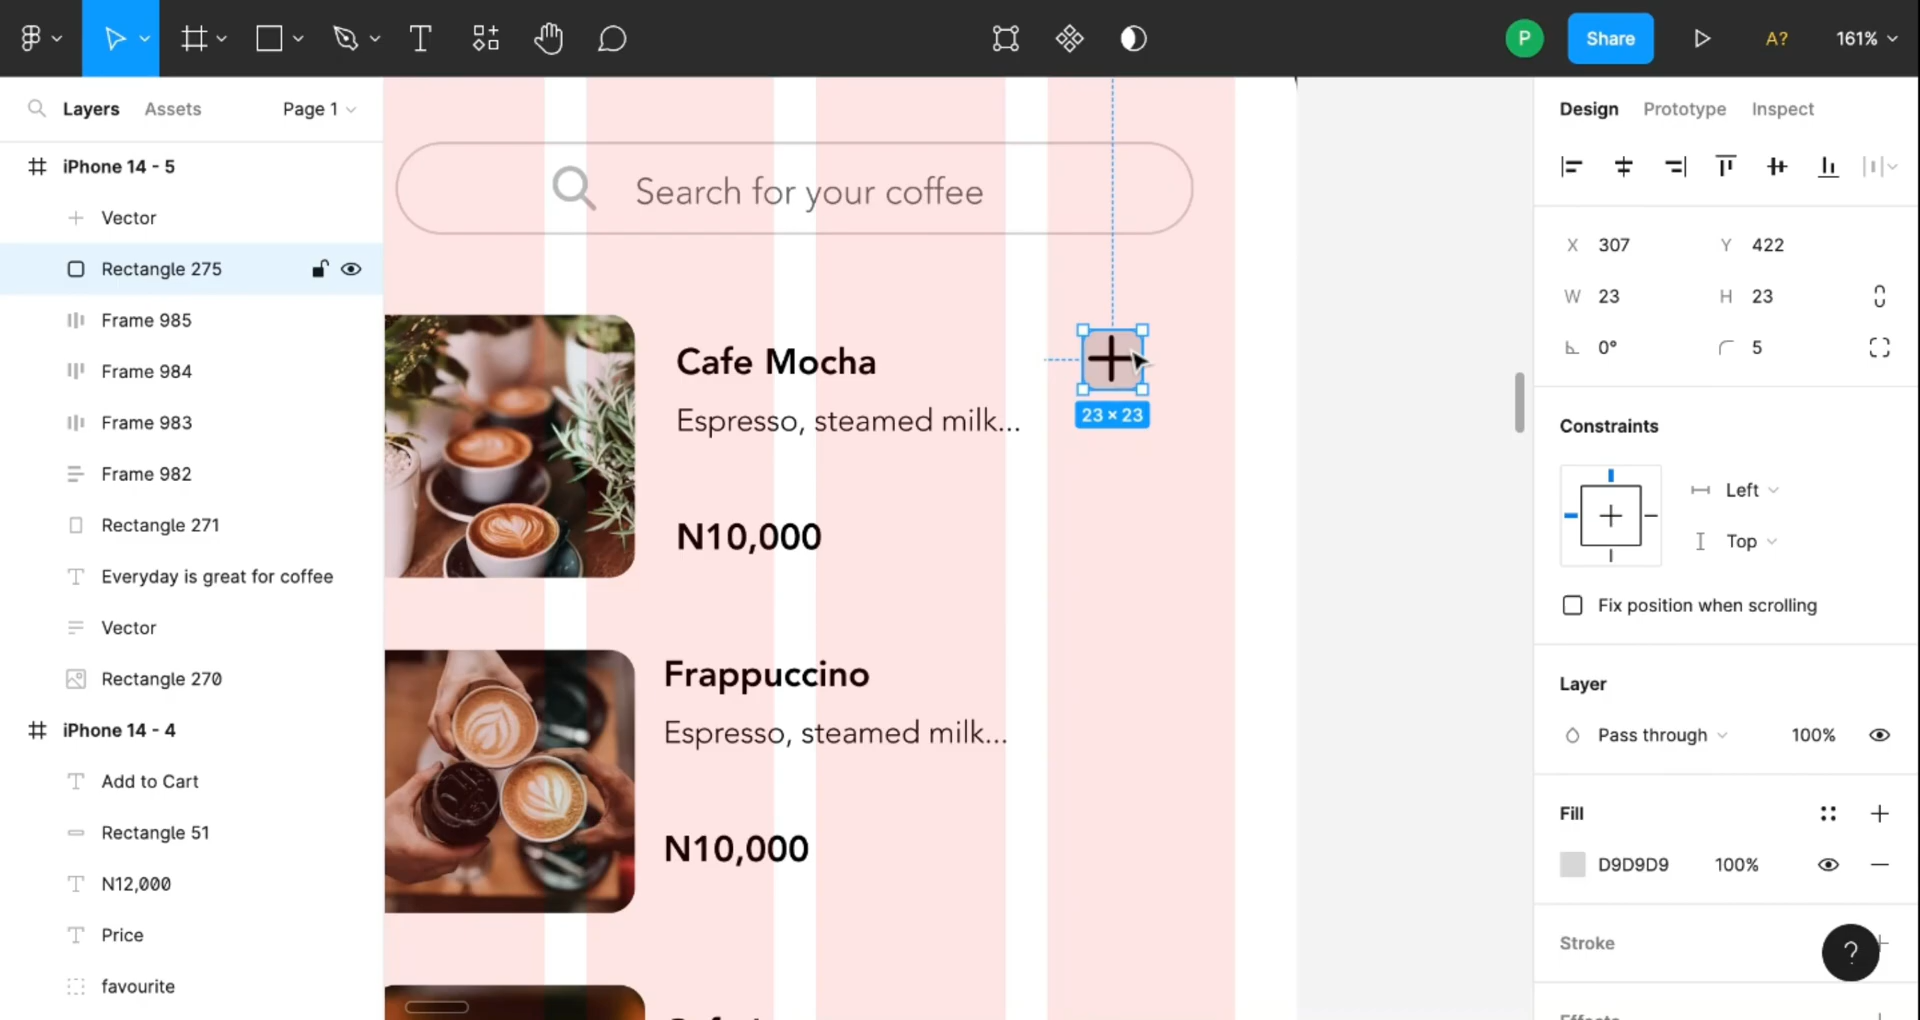 P
Share
A?
161%
Layers
Assets
Page 1
iPhone 14 - 5
Vector
Rectangle 275
Frame 985
Frame 984
Frame 983
Frame 982
Rectangle 271
Everyday is great for coffee
Vector
Rectangle 270
iPhone 14 - 4
Add to Cart
Rectangle 51
N12,000
Price
favourite
Search for your coffee
Cafe Mocha
Espresso, steamed milk...
N10,000
23 × 23
Frappuccino
Espresso, steamed milk...
N10,000
Design
Prototype
Inspect
X 307
Y 422
W 23
H 23
0°
5
Constraints
Left
Top
Fix position when scrolling
Layer
Pass through
100%
Fill
D9D9D9
100%
Stroke
?